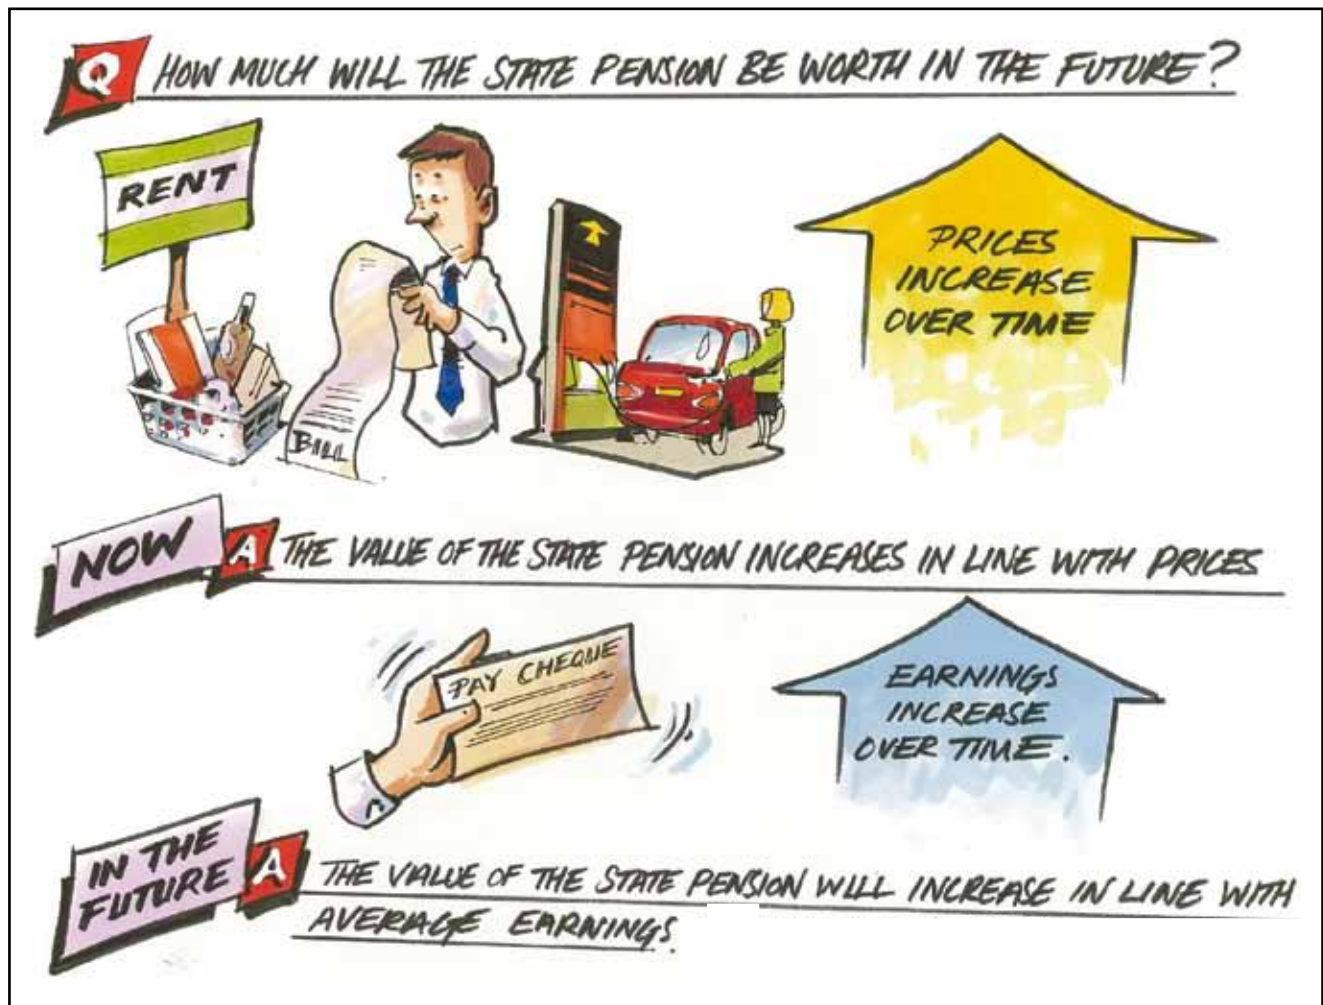 Q HOW MUCH WILL THE STATE PENSION BE WORTH IN THE FUTURE?
RENT
BILL
PRICES
INCREASE
OVER TIME
NOW A THE VALUE OF THE STATE PENSION INCREASES IN LINE WITH PRICES
PAY CHEQUE
EARNINGS
INCREASE
OVER TIME.
IN THE
FUTURE A THE VALUE OF THE STATE PENSION WILL INCREASE IN LINE WITH
AVERAGE EARNINGS.